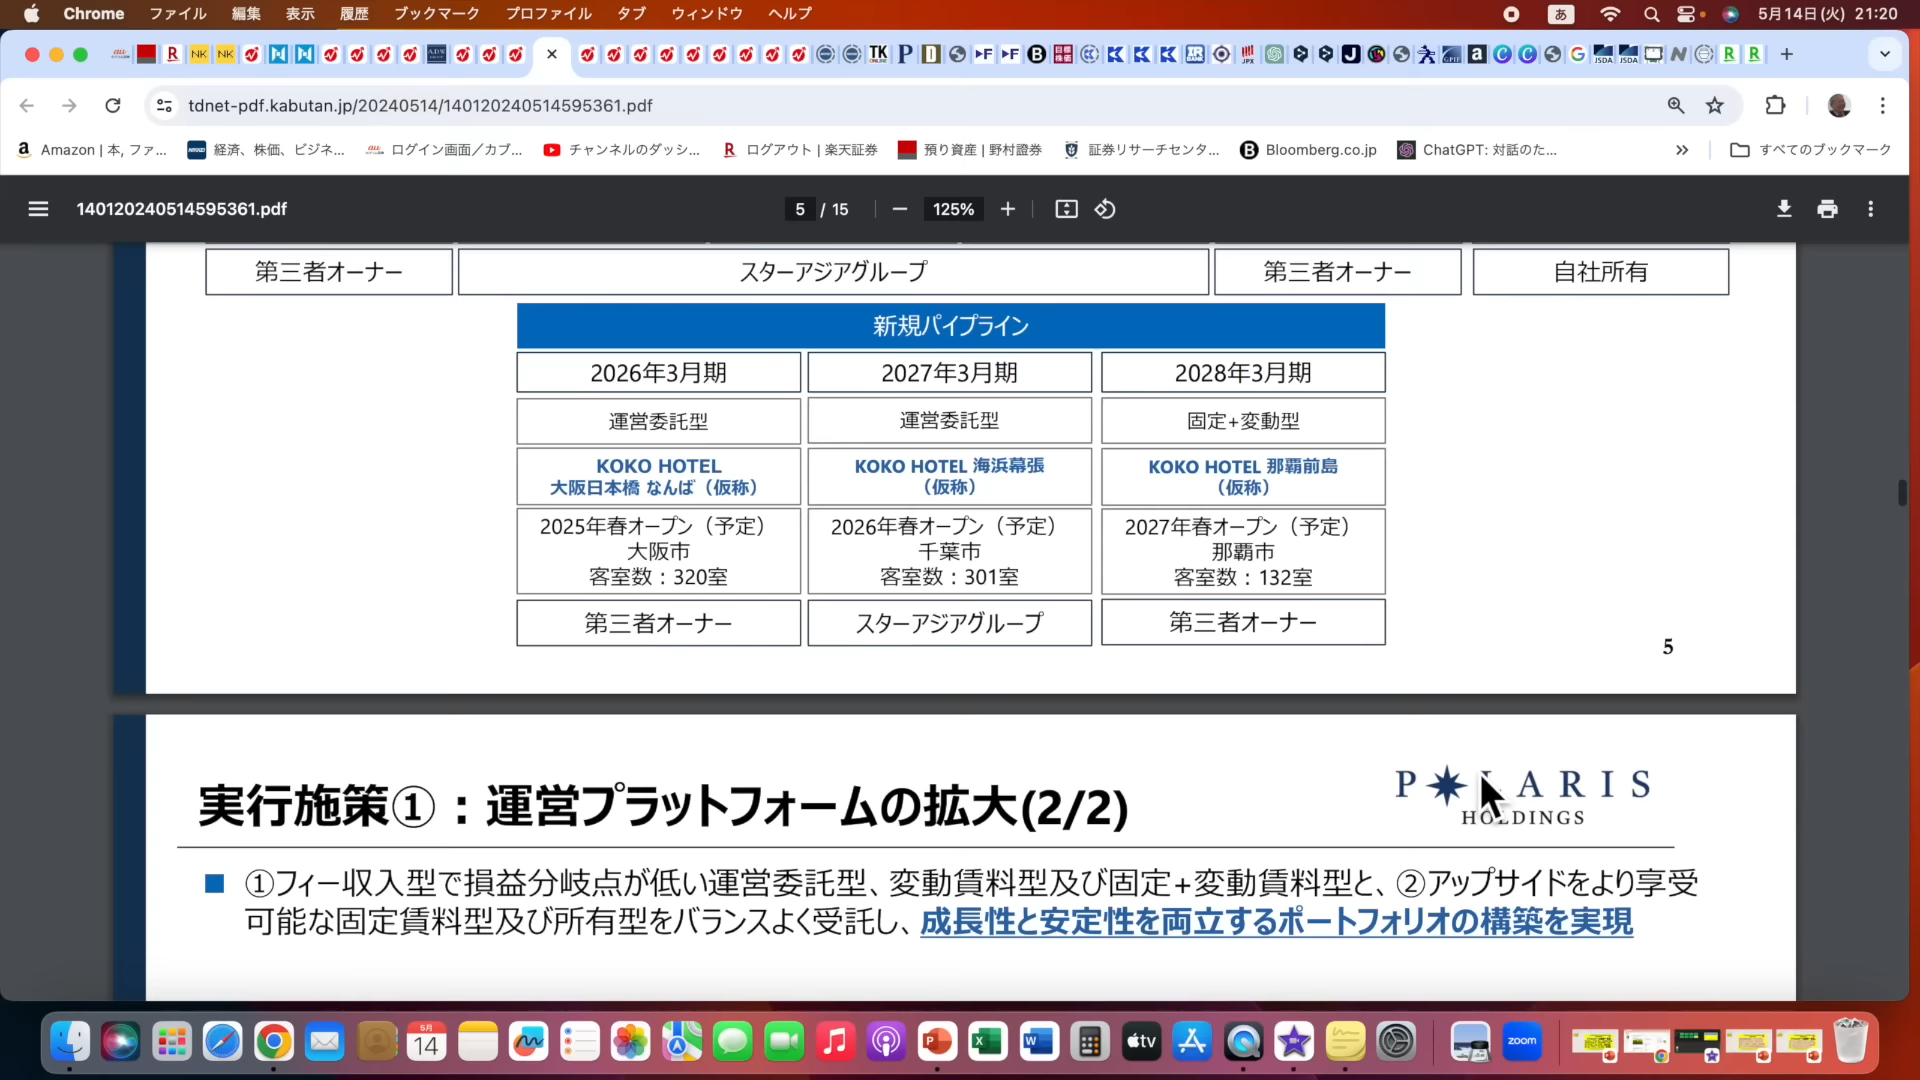 Chrome ファイル 編集 表示 履歴 ブックマーク プロファイル タブ ウィンドウ ヘルプ あ 5月14日(火) 21:20
tdnet-pdf.kabutan.jp/20240514/140120240514595361.pdf
Amazon | 本, ファ... 経済、株価、ビジネ... ログイン画面／カブ... チャンネルのダッシ... ログアウト | 楽天証券 預り資産 | 野村證券 証券リサーチセンタ... Bloomberg.co.jp ChatGPT: 対話のた... すべてのブックマーク
140120240514595361.pdf 5 / 15 125%
第三者オーナー スターアジアグループ 第三者オーナー 自社所有
新規パイプライン
2026年3月期 2027年3月期 2028年3月期
運営委託型 運営委託型 固定+変動型
KOKO HOTEL 大阪日本橋 なんば（仮称） KOKO HOTEL 海浜幕張（仮称） KOKO HOTEL 那覇前島（仮称）
2025年春オープン（予定） 2026年春オープン（予定） 2027年春オープン（予定）
大阪市 千葉市 那覇市
客室数：320室 客室数：301室 客室数：132室
第三者オーナー スターアジアグループ 第三者オーナー
5
実行施策①：運営プラットフォームの拡大(2/2)
POLARIS
HOLDINGS
①フィー収入型で損益分岐点が低い運営委託型、変動賃料型及び固定+変動賃料型と、②アップサイドをより享受
可能な固定賃料型及び所有型をバランスよく受託し、成長性と安定性を両立するポートフォリオの構築を実現
5月
14
tv
zoom